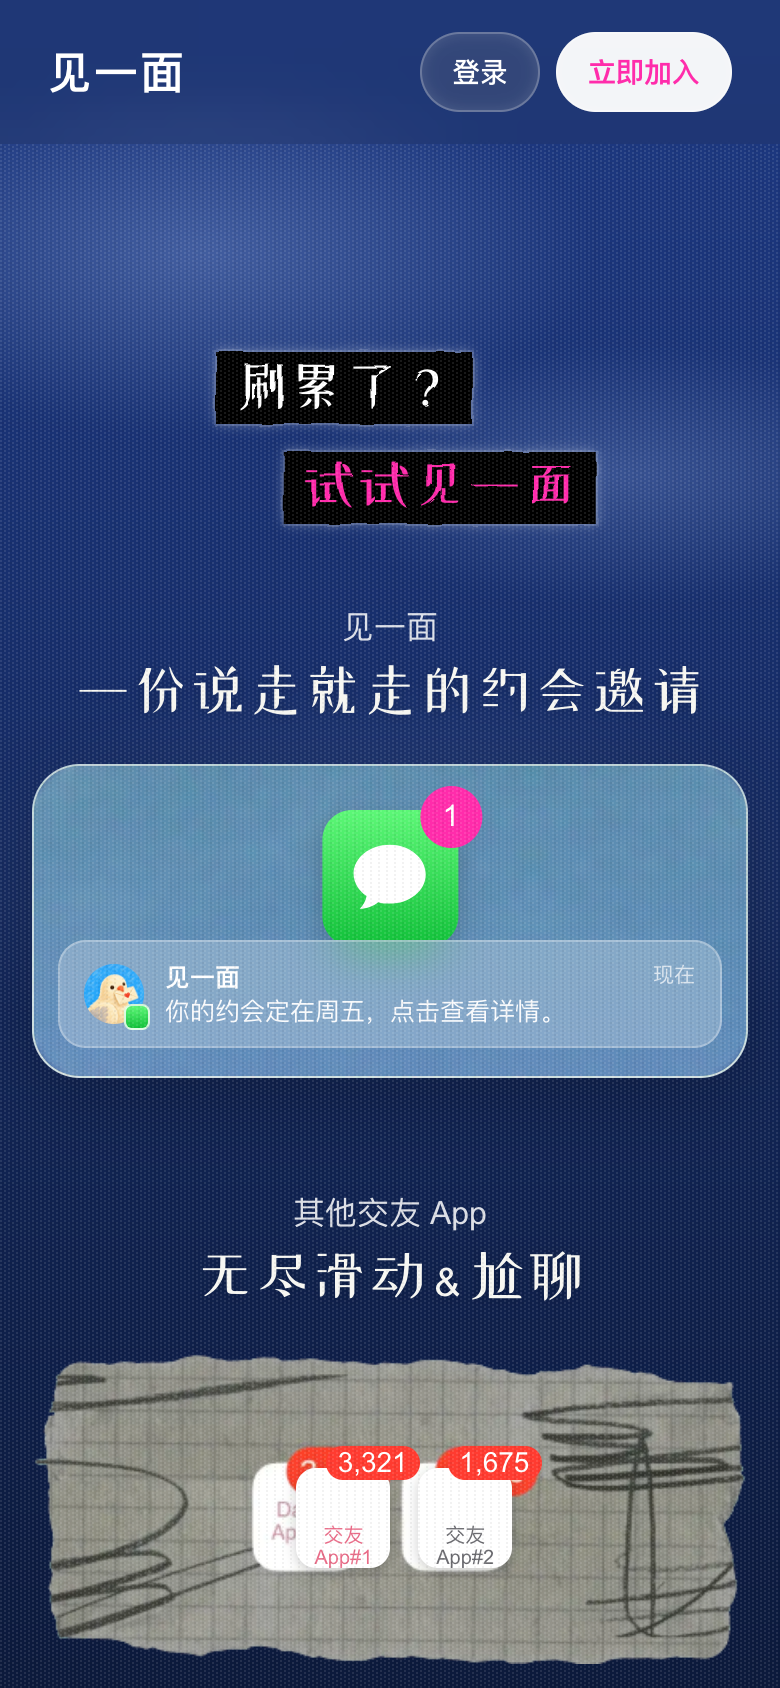 见一面
登录
立即加入
刷累了？
试试见一面
见一面
一份说走就走的约会邀请
1
见一面
现在
你的约会定在周五，点击查看详情。
其他交友 App
无尽滑动&尬聊
3,321
1,675
交友
App#1
交友
App#2